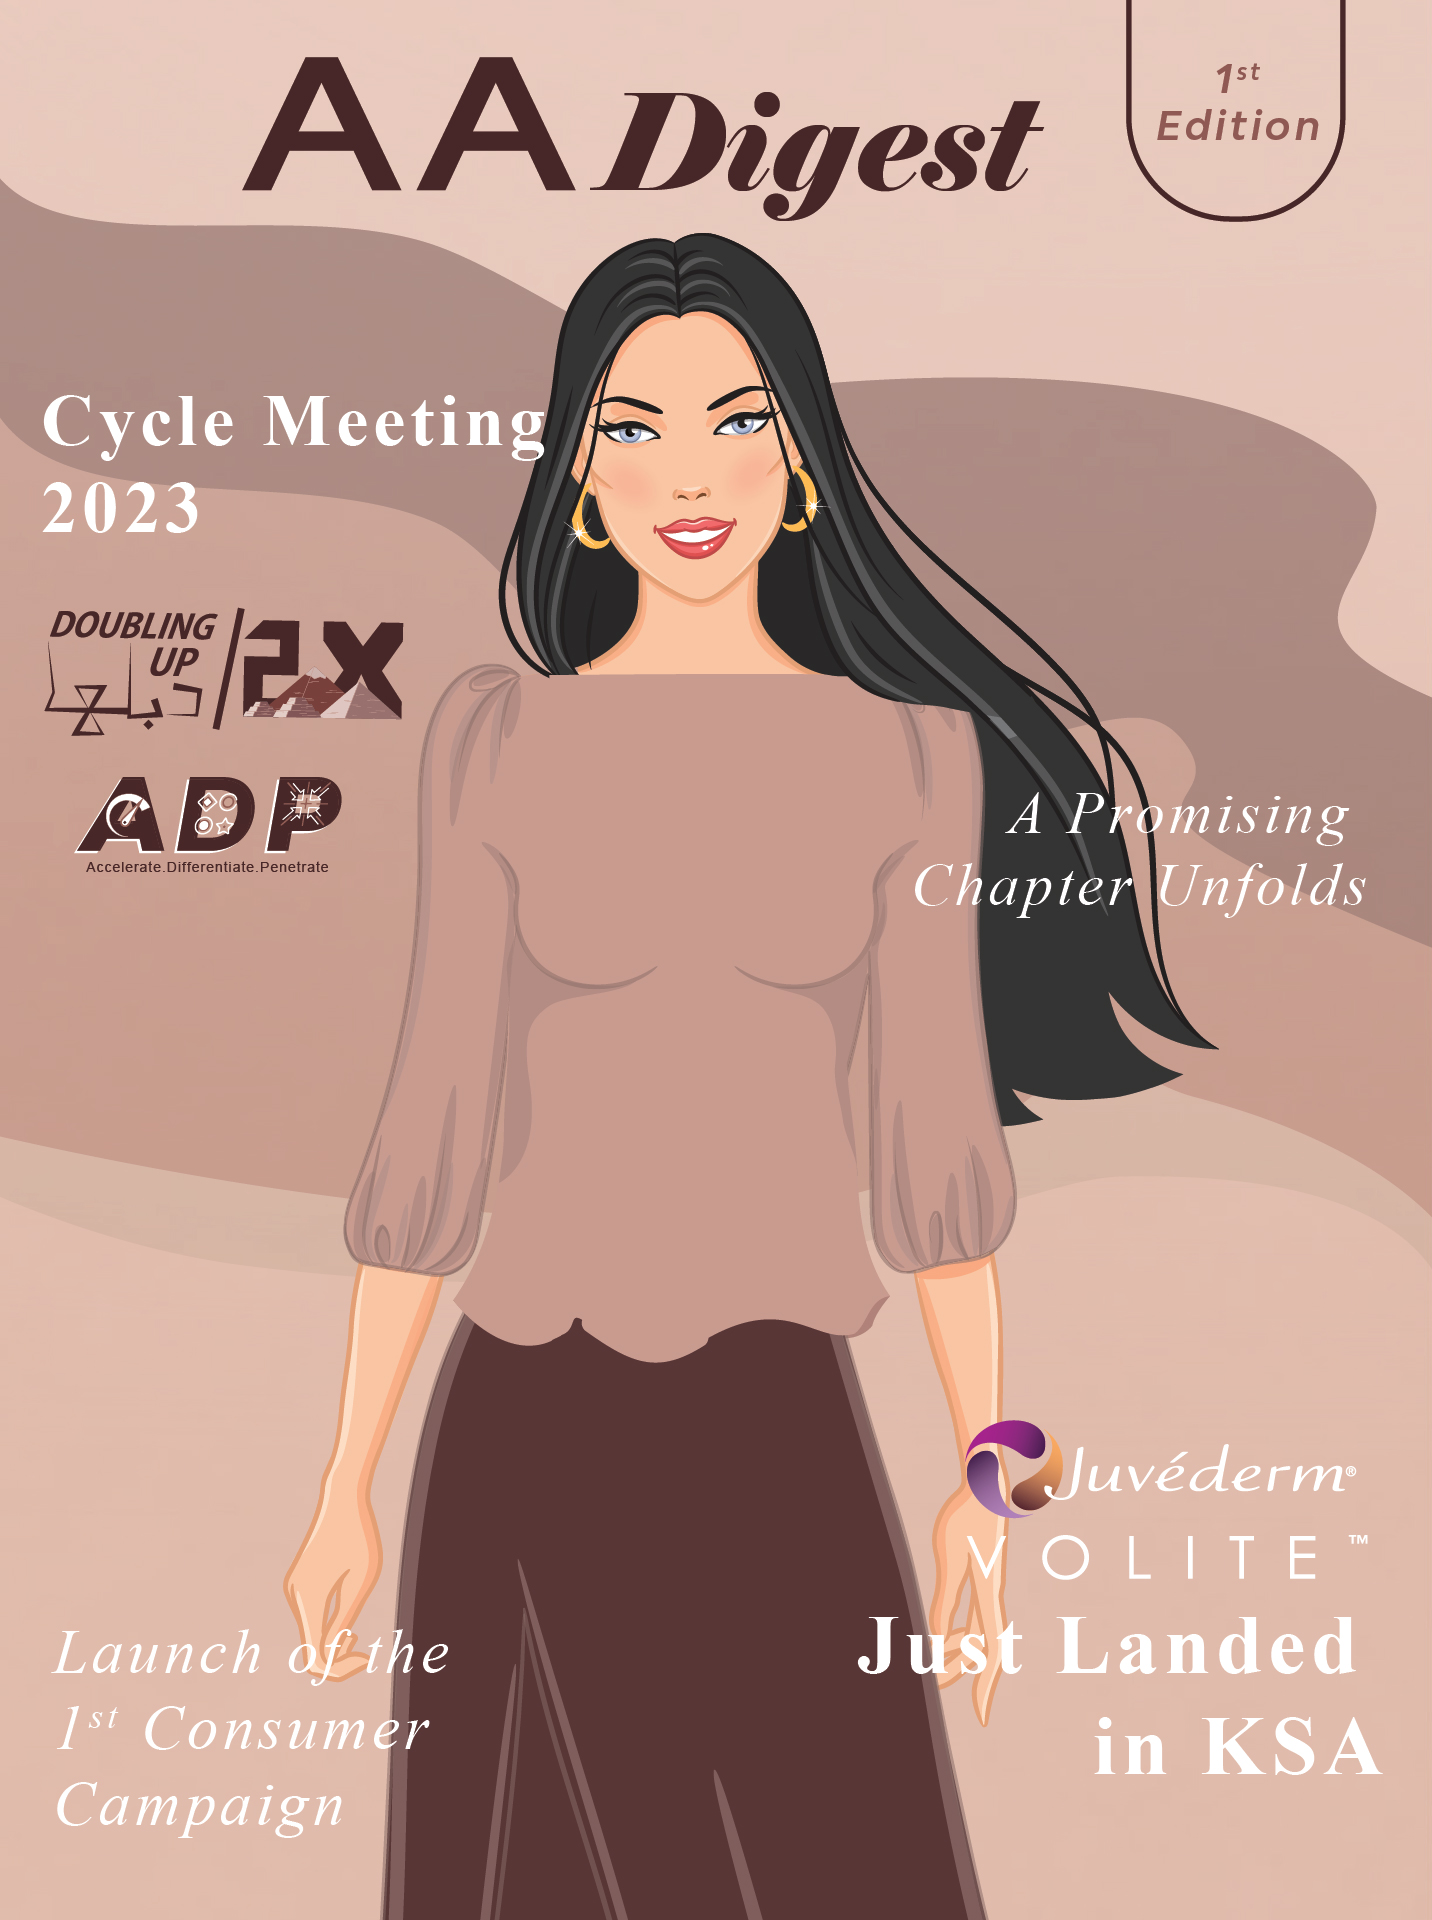 AA Digest
1st
Edition
Cycle Meeting
2023
DOUBLING
UP
2X
ADP
Accelerate.Differentiate.Penetrate
A Promising
Chapter Unfolds
Juvéderm®
VOLITE™
Just Landed
in KSA
Launch of the
1st Consumer
Campaign